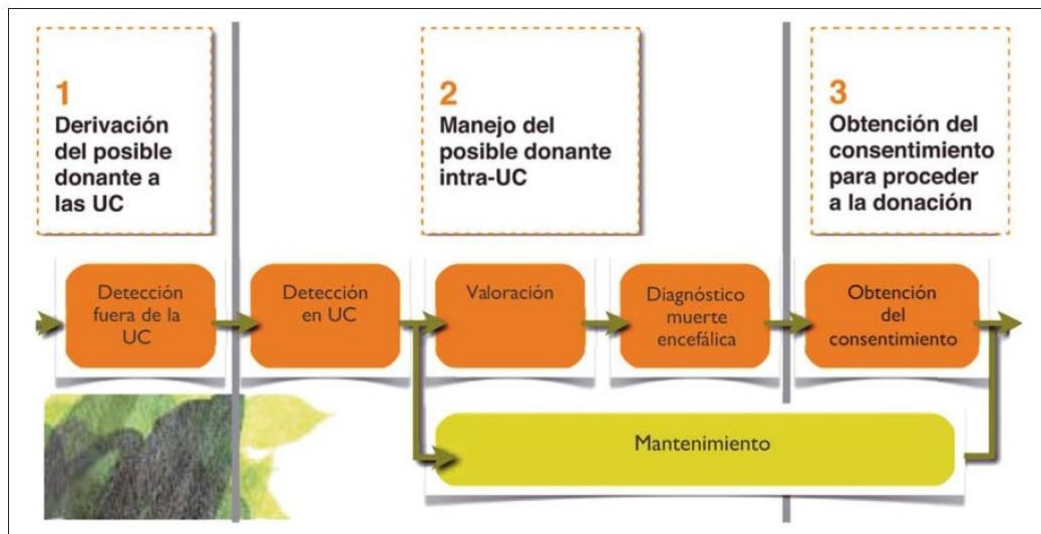 1
Derivación
del posible
donante a
las UC
2
Manejo del
posible donante
intra-UC
3
Obtención del
consentimiento
para proceder
a la donación
Detección
fuera de la
UC
Detección
en UC
Valoración
Diagnóstico
muerte
encefálica
Obtención
del
consentimiento
Mantenimiento